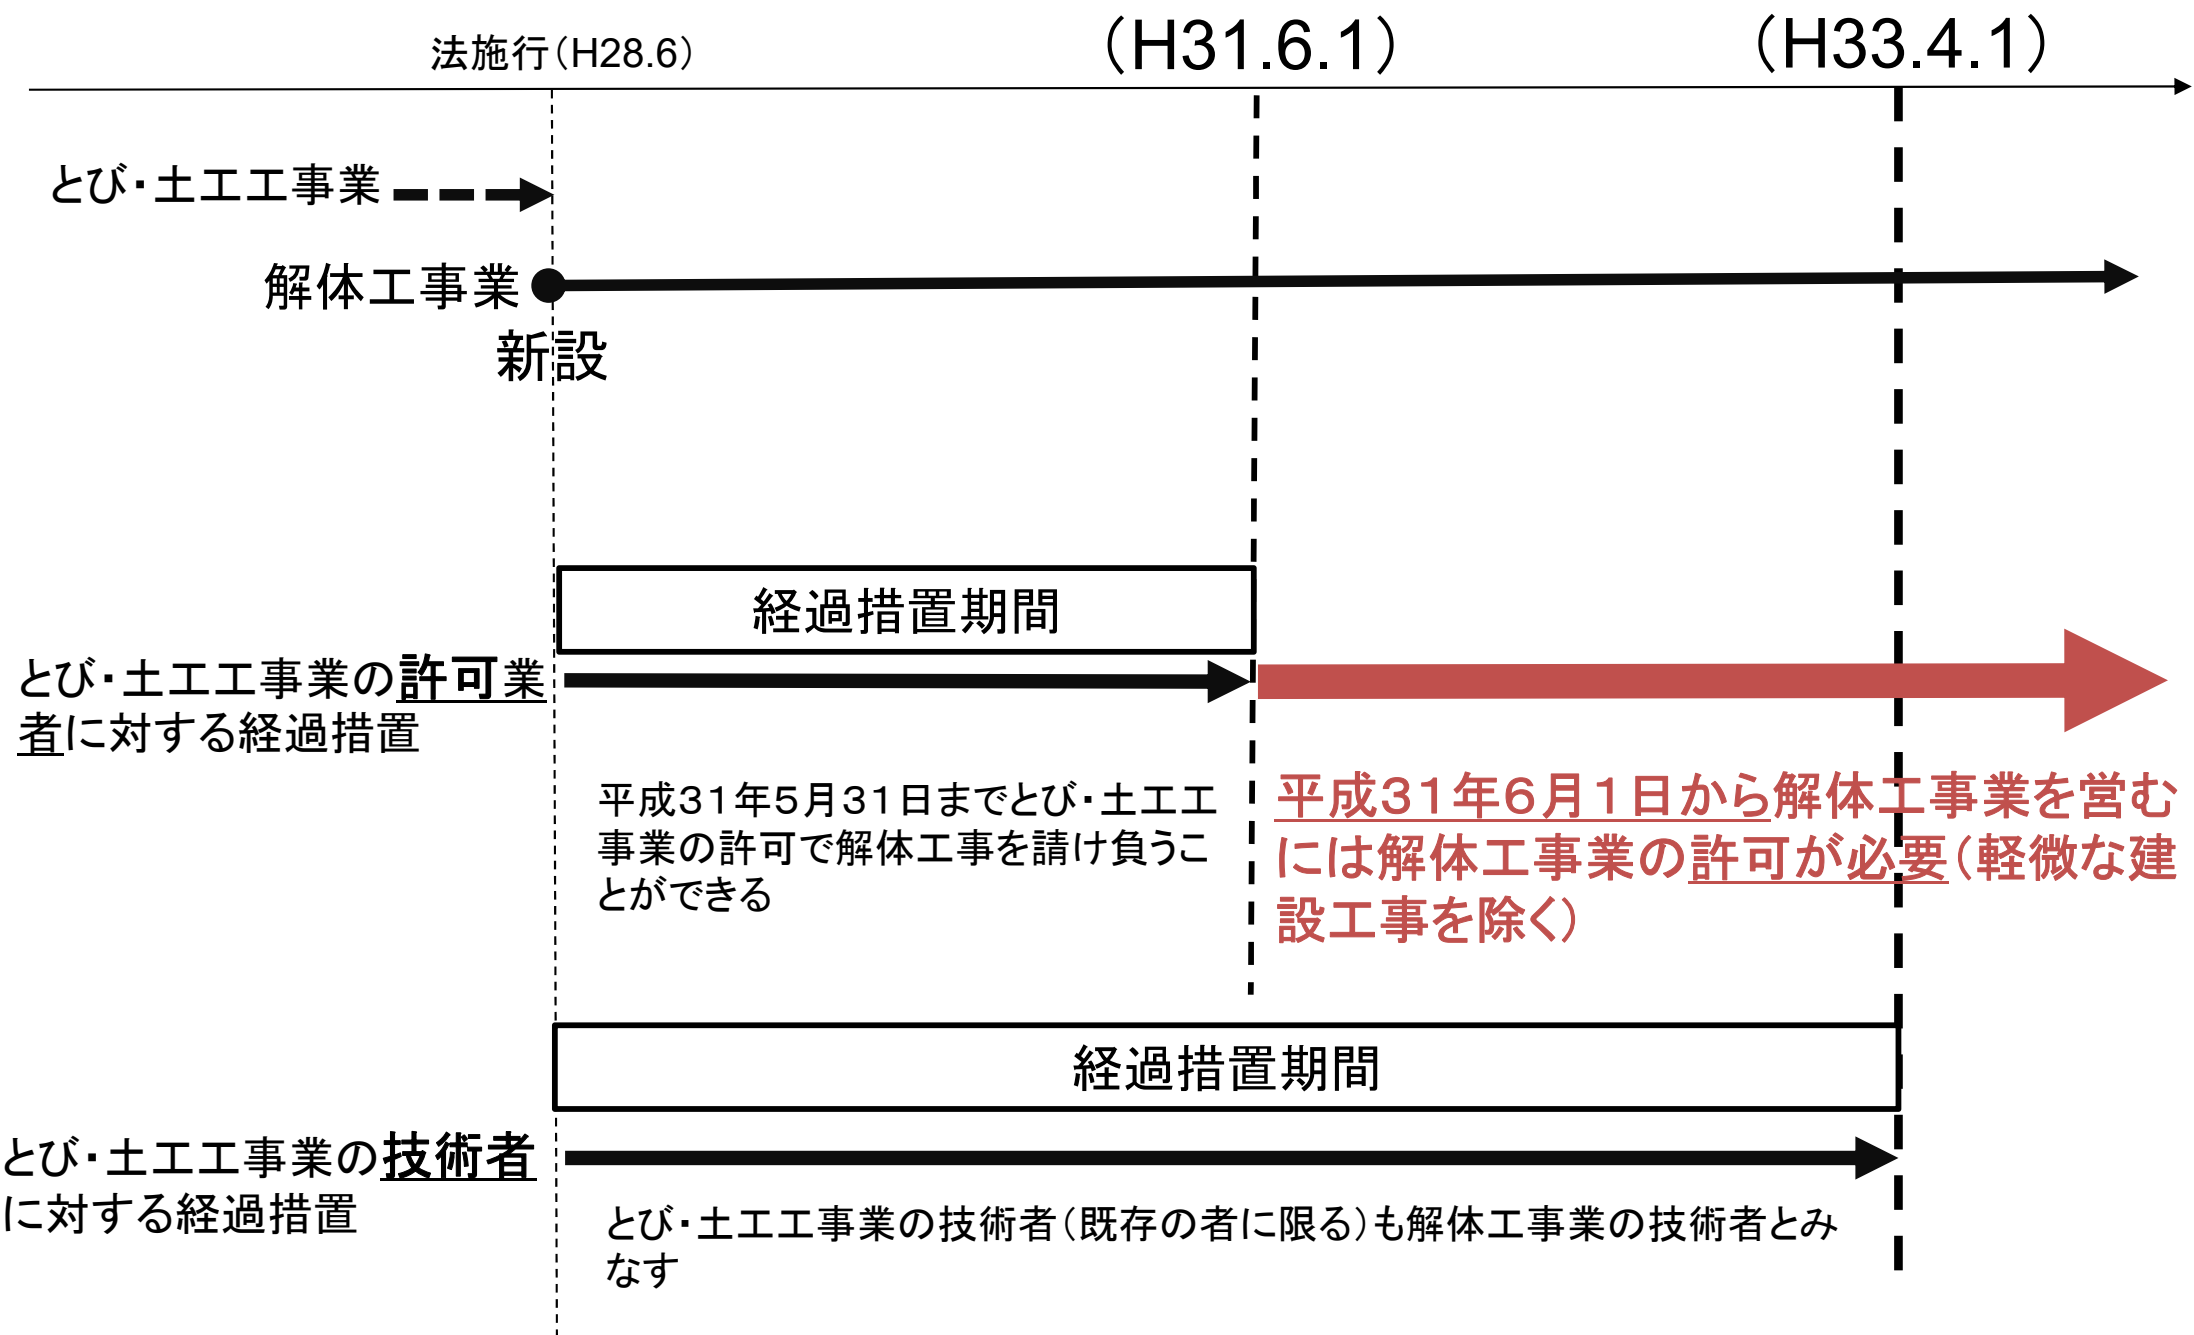 法施行（H28.6）
（H31.6.1）
（H33.4.1）
とび・土工工事業
解体工事業
新設
経過措置期間
とび・土工工事業の許可業
者に対する経過措置
平成３１年５月３１日までとび・土工工
事業の許可で解体工事を請け負うこ
とができる
平成３１年６月１日から解体工事業を営む
には解体工事業の許可が必要（軽微な建
設工事を除く）
経過措置期間
とび・土工工事業の技術者
に対する経過措置
とび・土工工事業の技術者（既存の者に限る）も解体工事業の技術者とみ
なす